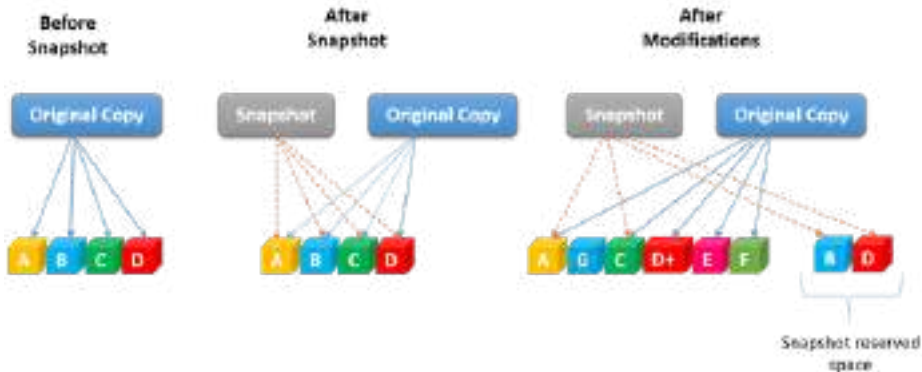 Before
Snapshot
After
Snapshot
After
Modifications
Original Copy
Snapshot
Original Copy
Snapshot
Original Copy
A B C D
A B C D
A G C D+ E F
B D
Snapshot reserved
space